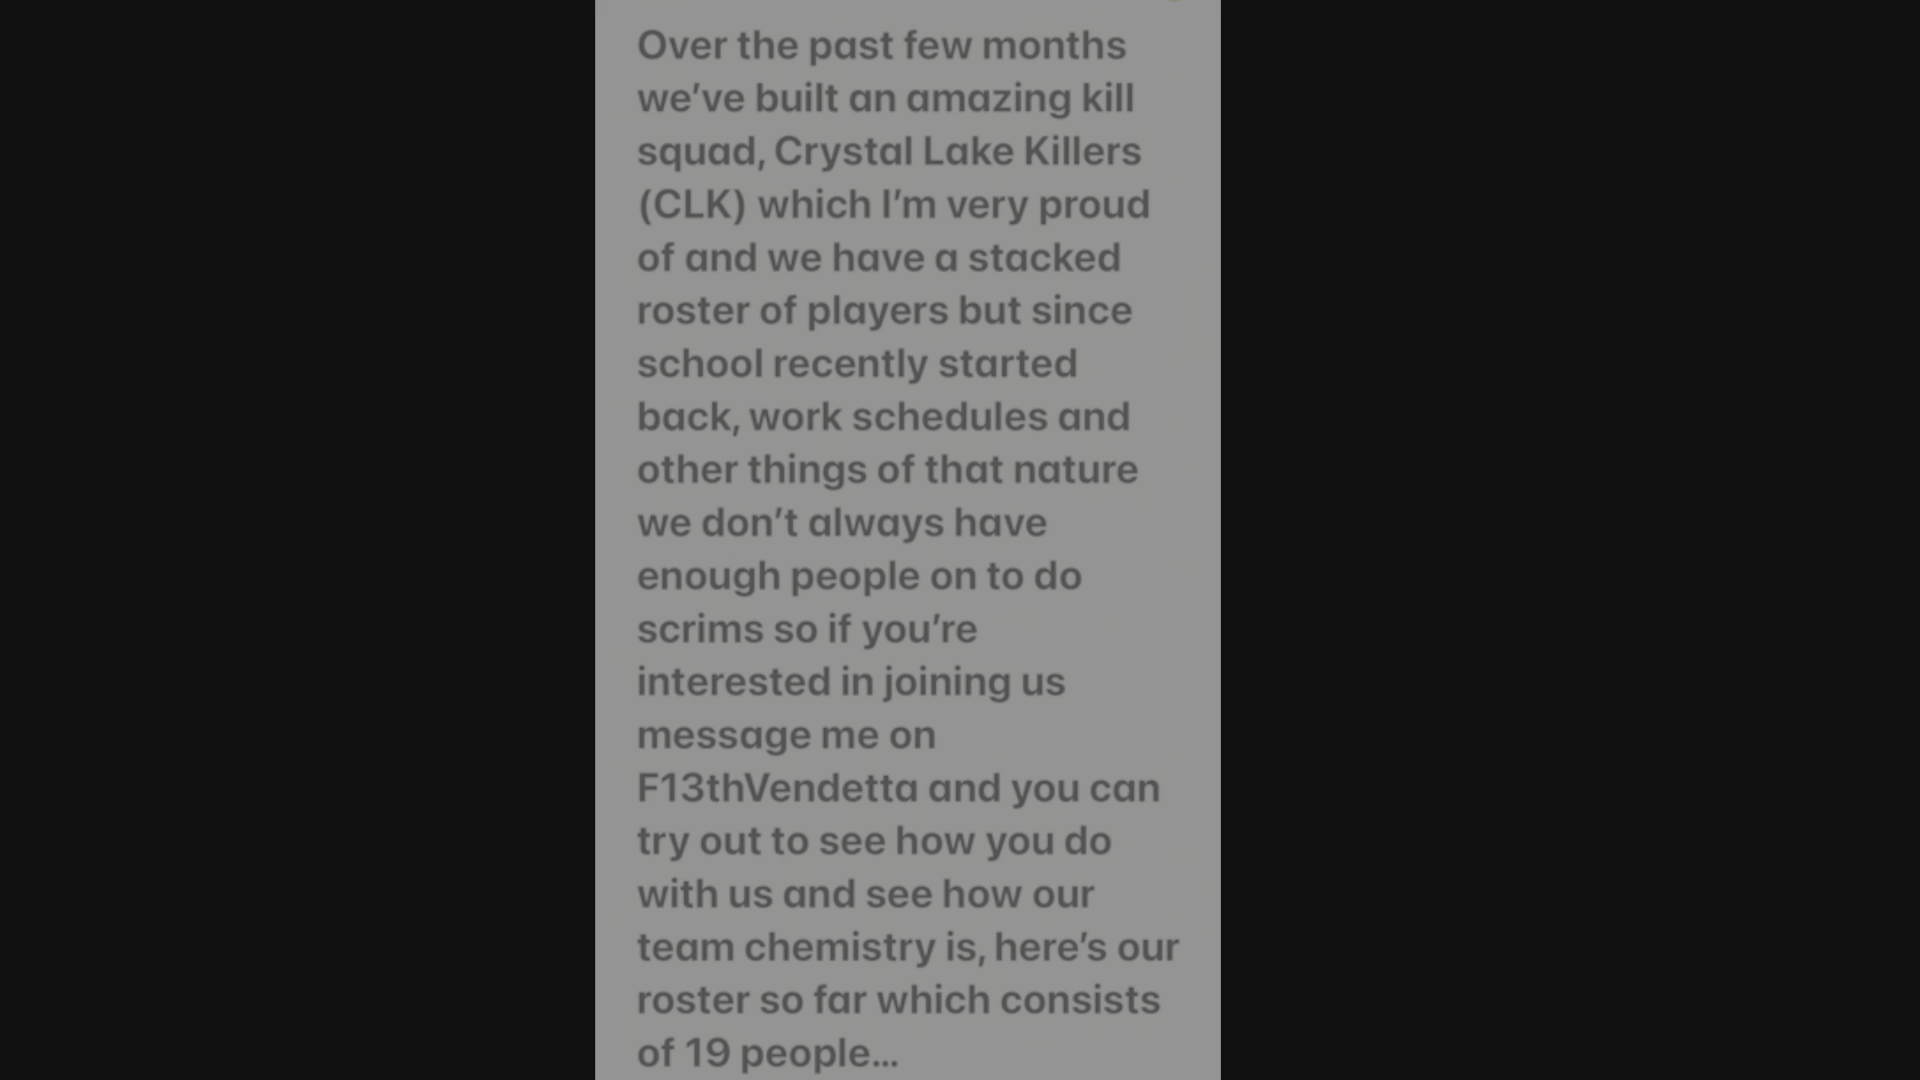 Over the past few months
we’ve built an amazing kill
squad, Crystal Lake Killers
(CLK) which I’m very proud
of and we have a stacked
roster of players but since
school recently started
back, work schedules and
other things of that nature
we don’t always have
enough people on to do
scrims so if you’re
interested in joining us
message me on
F13thVendetta and you can
try out to see how you do
with us and see how our
team chemistry is, here’s our
roster so far which consists
of 19 people...